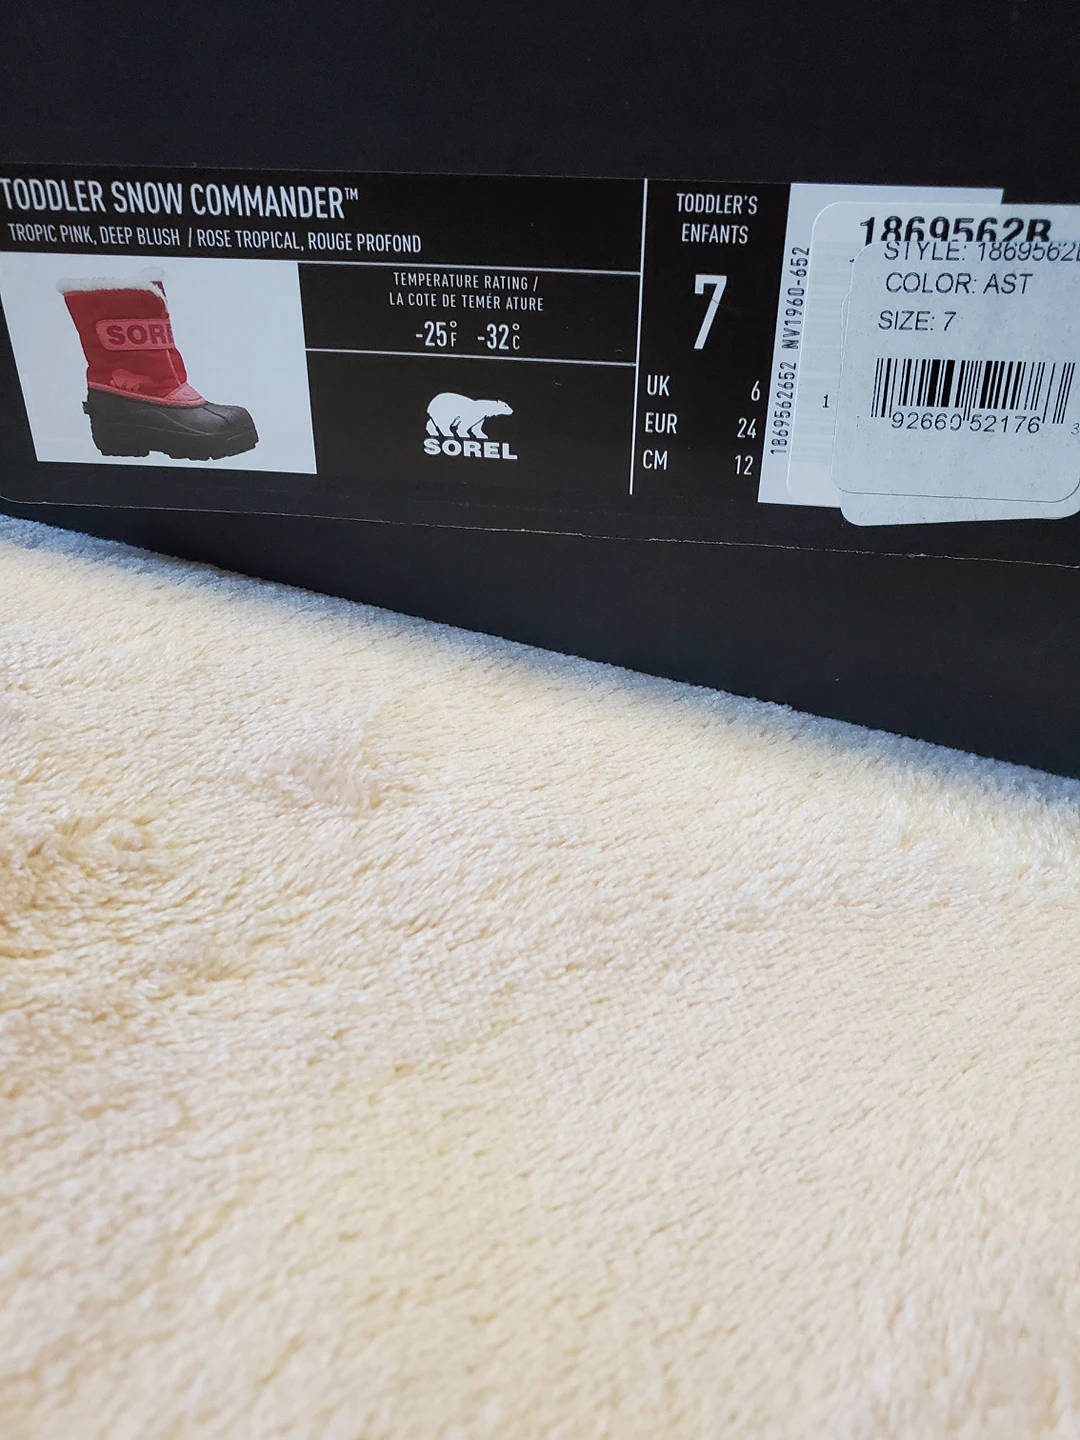 TODDLER SNOW COMMANDER™
TROPIC PINK, DEEP BLUSH / ROSE TROPICAL, ROUGE PROFOND
SOREL
TEMPERATURE RATING /
LA COTE DE TEMÉR ATURE
-25°F -32°C
SOREL
TODDLER'S
ENFANTS
7
UK 6
EUR 24
CM 12
1869562652 NV1960-652
1869562B
STYLE: 1869562
COLOR: AST
SIZE: 7
1
92660 52176 3